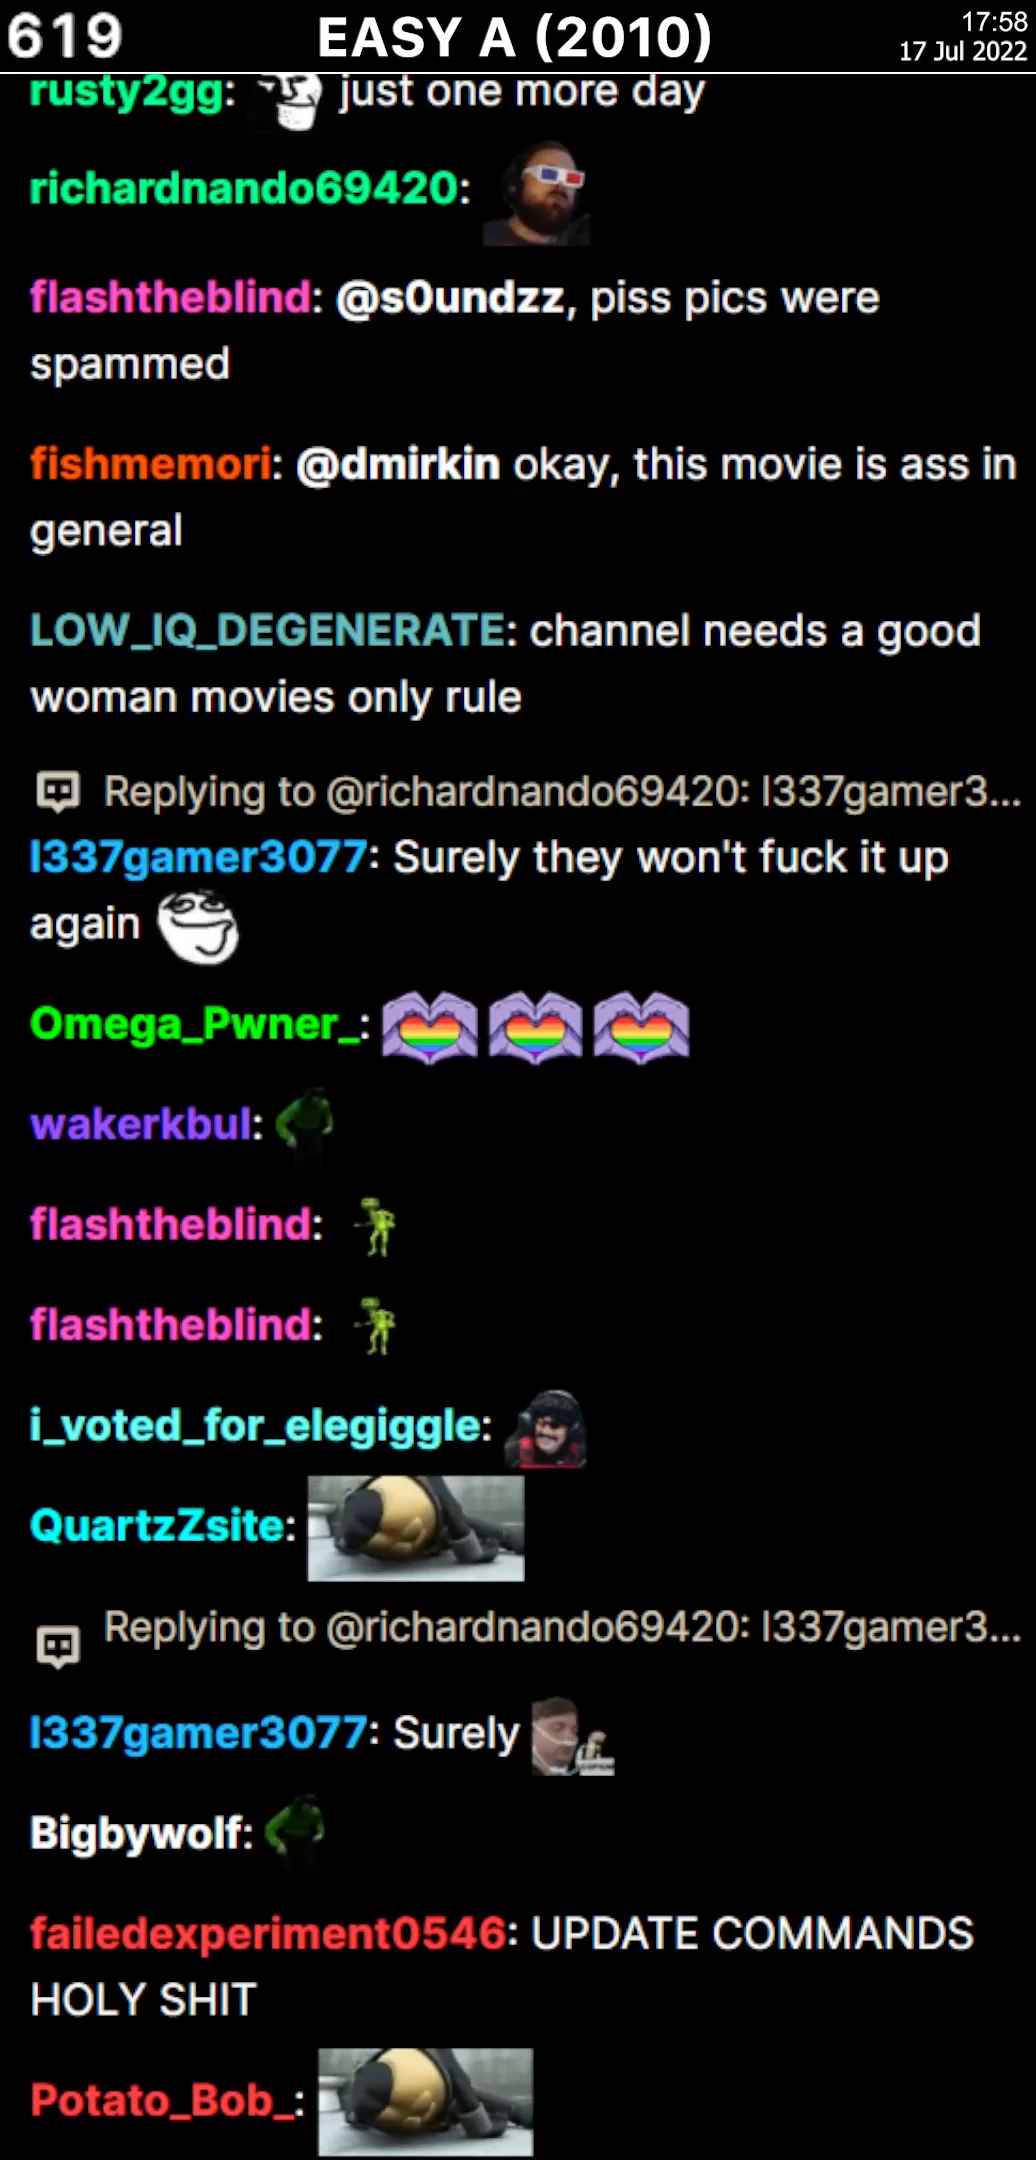 619 EASY A (2010) 17:58
17 Jul 2022
rusty2gg: just one more day
richardnando69420:
flashtheblind: @s0undzz, piss pics were
spammed
fishmemori: @dmirkin okay, this movie is ass in
general
LOW_IQ_DEGENERATE: channel needs a good
woman movies only rule
Replying to @richardnando69420: l337gamer3...
l337gamer3077: Surely they won't fuck it up
again
Omega_Pwner_:
wakerkbul:
flashtheblind:
flashtheblind:
i_voted_for_elegiggle:
QuartzZsite:
Replying to @richardnando69420: l337gamer3...
l337gamer3077: Surely
Bigbywolf:
failedexperiment0546: UPDATE COMMANDS
HOLY SHIT
Potato_Bob_: